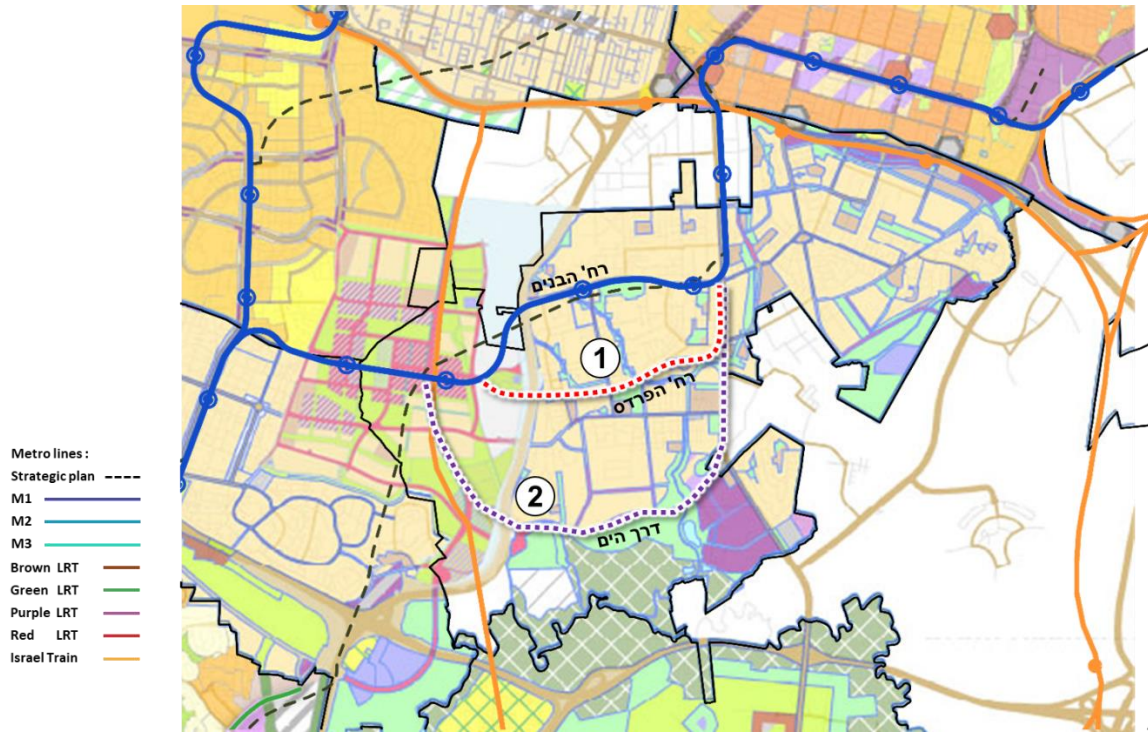 רח' הבנים
1
רח' הפרדס
2
דרך הים
Metro lines :
Strategic plan
M1
M2
M3
Brown LRT
Green LRT
Purple LRT
Red LRT
Israel Train